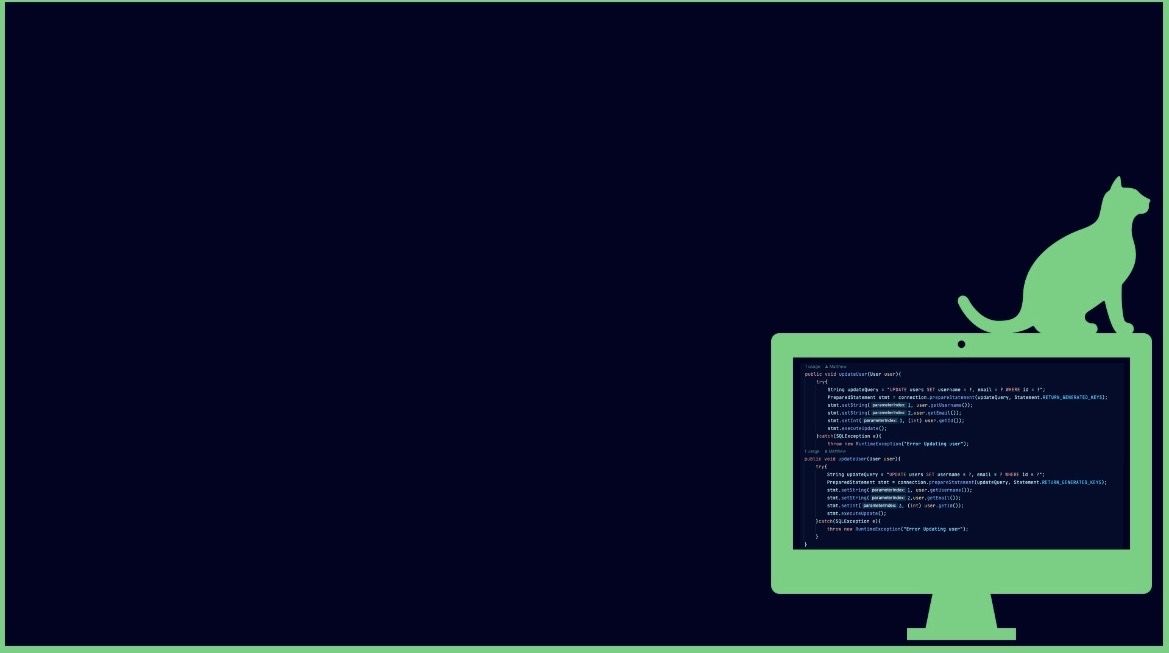 1 usage Matthew
public void updateUser(User user){
try{
String updateQuery = "UPDATE users SET username = ?, email = ? WHERE id = ?";
PreparedStatement stmt = connection.prepareStatement(updateQuery, Statement.RETURN_GENERATED_KEYS);
stmt.setString( parameterIndex: 1, user.getUsername());
stmt.setString( parameterIndex: 2,user.getEmail());
stmt.setInt( parameterIndex: 3, (int) user.getId());
stmt.executeUpdate();
}catch(SQLException e){
throw new RuntimeException("Error Updating user");
1 usage Matthew
public void updateUser(User user){
try{
String updateQuery = "UPDATE users SET username = ?, email = ? WHERE id = ?";
PreparedStatement stmt = connection.prepareStatement(updateQuery, Statement.RETURN_GENERATED_KEYS);
stmt.setString( parameterIndex: 1, user.getUsername());
stmt.setString( parameterIndex: 2,user.getEmail());
stmt.setInt( parameterIndex: 3, (int) user.getId());
stmt.executeUpdate();
}catch(SQLException e){
throw new RuntimeException("Error Updating user");
}
}